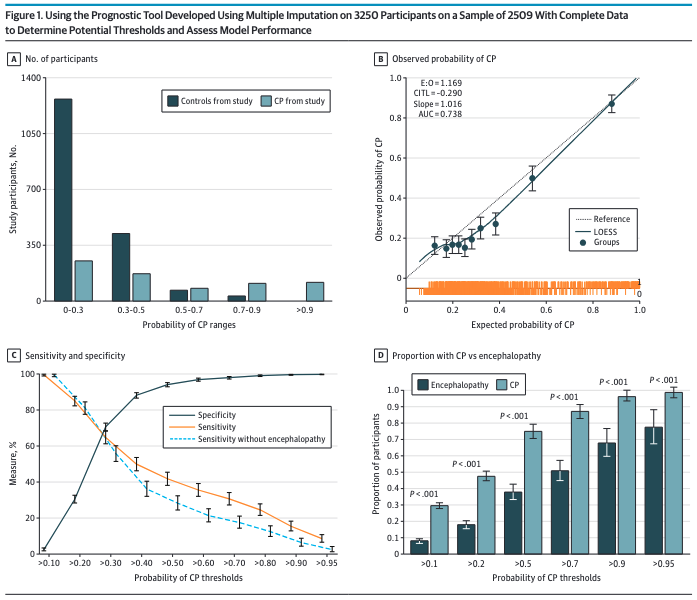 Figure 1. Using the Prognostic Tool Developed Using Multiple Imputation on 3250 Participants on a Sample of 2509 With Complete Data
to Determine Potential Thresholds and Assess Model Performance
A No. of participants
1400
1050
700
350
0
Study participants, No.
Controls from study
CP from study
0-0.3
0.3-0.5
0.5-0.7
0.7-0.9
>0.9
Probability of CP ranges
B Observed probability of CP
1.0
0.8
0.6
0.4
0.2
0
Observed probability of CP
E:O = 1.169
CITL = -0.290
Slope = 1.016
AUC = 0.738
Reference
LOESS
Groups
1
0
0
0.2
0.4
0.6
0.8
1.0
Expected probability of CP
C Sensitivity and specificity
100
80
60
40
20
0
Measure, %
Specificity
Sensitivity
Sensitivity without encephalopathy
>0.10
>0.20
>0.30
>0.40
>0.50
>0.60
>0.70
>0.80
>0.90
>0.95
Probability of CP thresholds
D Proportion with CP vs encephalopathy
1.0
0.9
0.8
0.7
0.6
0.5
0.4
0.3
0.2
0.1
0
Proportion of participants
Encephalopathy
CP
P < .001
P < .001
P < .001
P < .001
P < .001
P < .001
>0.1
>0.2
>0.5
>0.7
>0.9
>0.95
Probability of CP thresholds